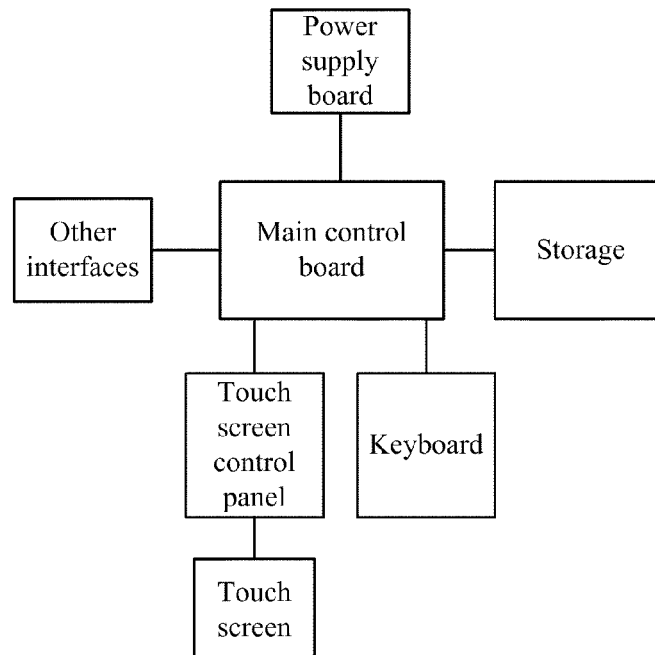 Power
supply
board
Other
interfaces
Main control
board
Storage
Touch
screen
control
panel
Keyboard
Touch
screen